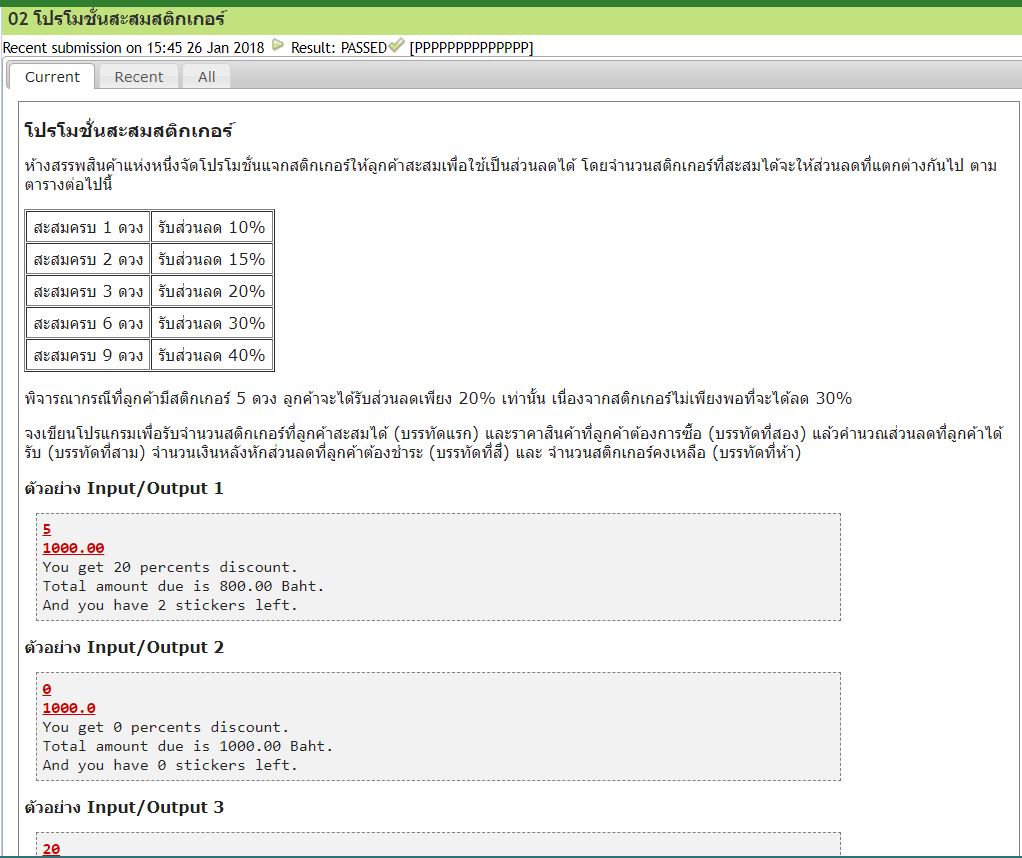 02 โปรโมชั่นสะสมสติกเกอร์
Recent submission on 15:45 26 Jan 2018 Result: PASSED [PPPPPPPPPPPPPP]
Current Recent All
โปรโมชั่นสะสมสติกเกอร์
ห้างสรรพสินค้าแห่งหนึ่งจัดโปรโมชั่นแจกสติกเกอร์ให้ลูกค้าสะสมเพื่อใช้เป็นส่วนลดได้ โดยจำนวนสติกเกอร์ที่สะสมได้จะให้ส่วนลดที่แตกต่างกันไป ตาม
ตารางต่อไปนี้
สะสมครบ 1 ดวง รับส่วนลด 10%
สะสมครบ 2 ดวง รับส่วนลด 15%
สะสมครบ 3 ดวง รับส่วนลด 20%
สะสมครบ 6 ดวง รับส่วนลด 30%
สะสมครบ 9 ดวง รับส่วนลด 40%
พิจารณากรณีที่ลูกค้ามีสติกเกอร์ 5 ดวง ลูกค้าจะได้รับส่วนลดเพียง 20% เท่านั้น เนื่องจากสติกเกอร์ไม่เพียงพอที่จะได้ลด 30%
จงเขียนโปรแกรมเพื่อรับจำนวนสติกเกอร์ที่ลูกค้าสะสมได้ (บรรทัดแรก) และราคาสินค้าที่ลูกค้าต้องการซื้อ (บรรทัดที่สอง) แล้วคำนวณส่วนลดที่ลูกค้าได้
รับ (บรรทัดที่สาม) จำนวนเงินหลังหักส่วนลดที่ลูกค้าต้องชำระ (บรรทัดที่สี่) และ จำนวนสติกเกอร์คงเหลือ (บรรทัดที่ห้า)
ตัวอย่าง Input/Output 1
5
1000.00
You get 20 percents discount.
Total amount due is 800.00 Baht.
And you have 2 stickers left.
ตัวอย่าง Input/Output 2
0
1000.0
You get 0 percents discount.
Total amount due is 1000.00 Baht.
And you have 0 stickers left.
ตัวอย่าง Input/Output 3
20